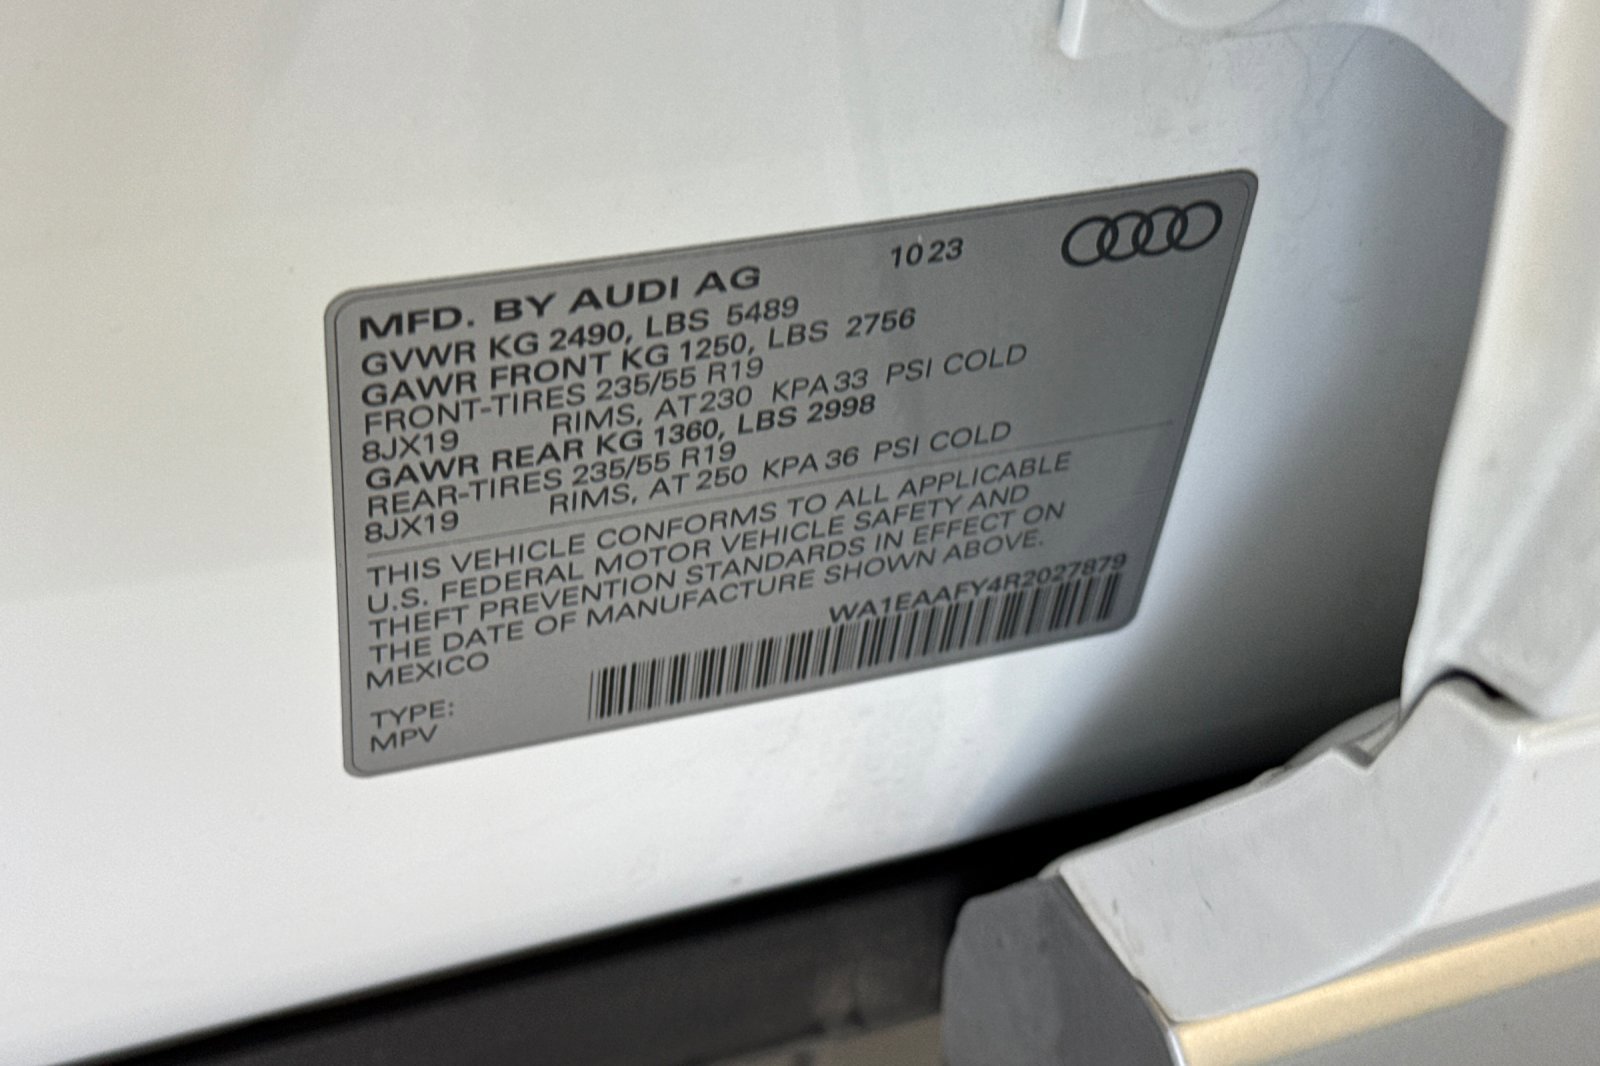 MFD. BY AUDI AG 1023
GVWR KG 2490, LBS 5489
GAWR FRONT KG 1250, LBS 2756
FRONT-TIRES 235/55 R19
8JX19 RIMS, AT 230 KPA 33 PSI COLD
GAWR REAR KG 1360, LBS 2998
REAR-TIRES 235/55 R19
8JX19 RIMS, AT 250 KPA 36 PSI COLD
THIS VEHICLE CONFORMS TO ALL APPLICABLE
U.S. FEDERAL MOTOR VEHICLE SAFETY AND
THEFT PREVENTION STANDARDS IN EFFECT ON
THE DATE OF MANUFACTURE SHOWN ABOVE.
MEXICO WA1EAAFY4R2027879
TYPE:
MPV